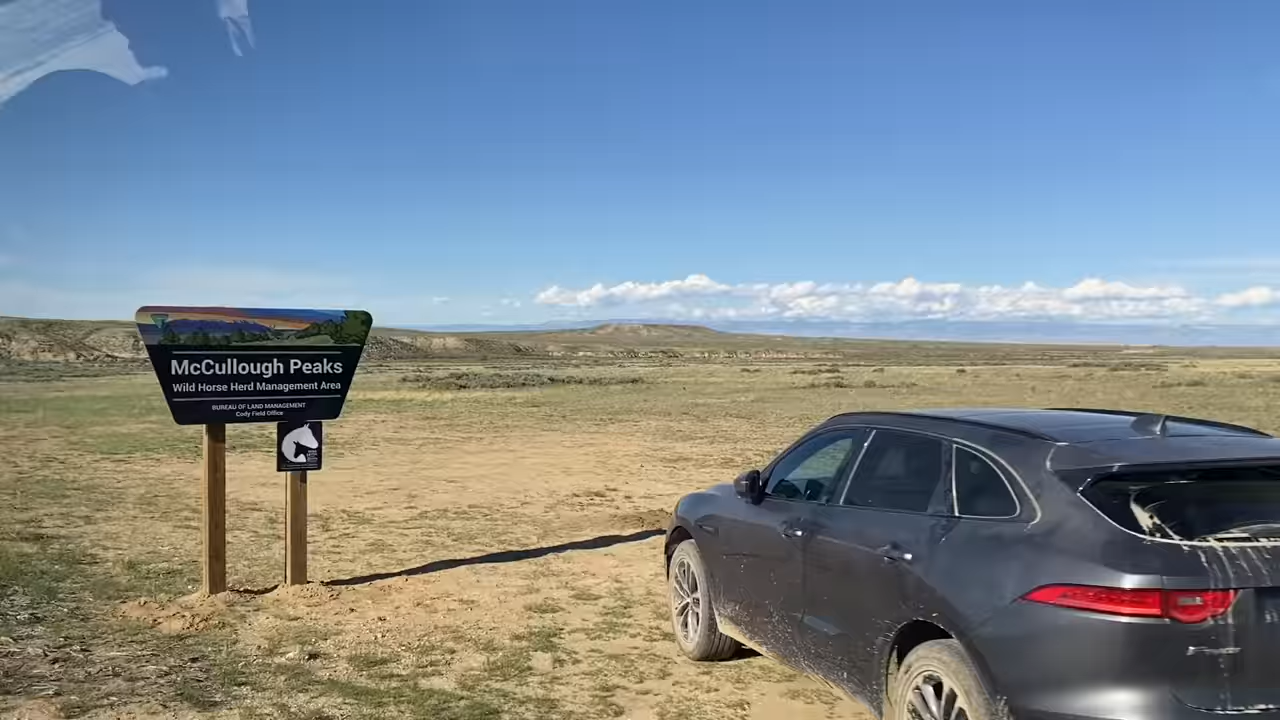 McCullough Peaks
Wild Horse Herd Management Area
BUREAU OF LAND MANAGEMENT
Cody Field Office